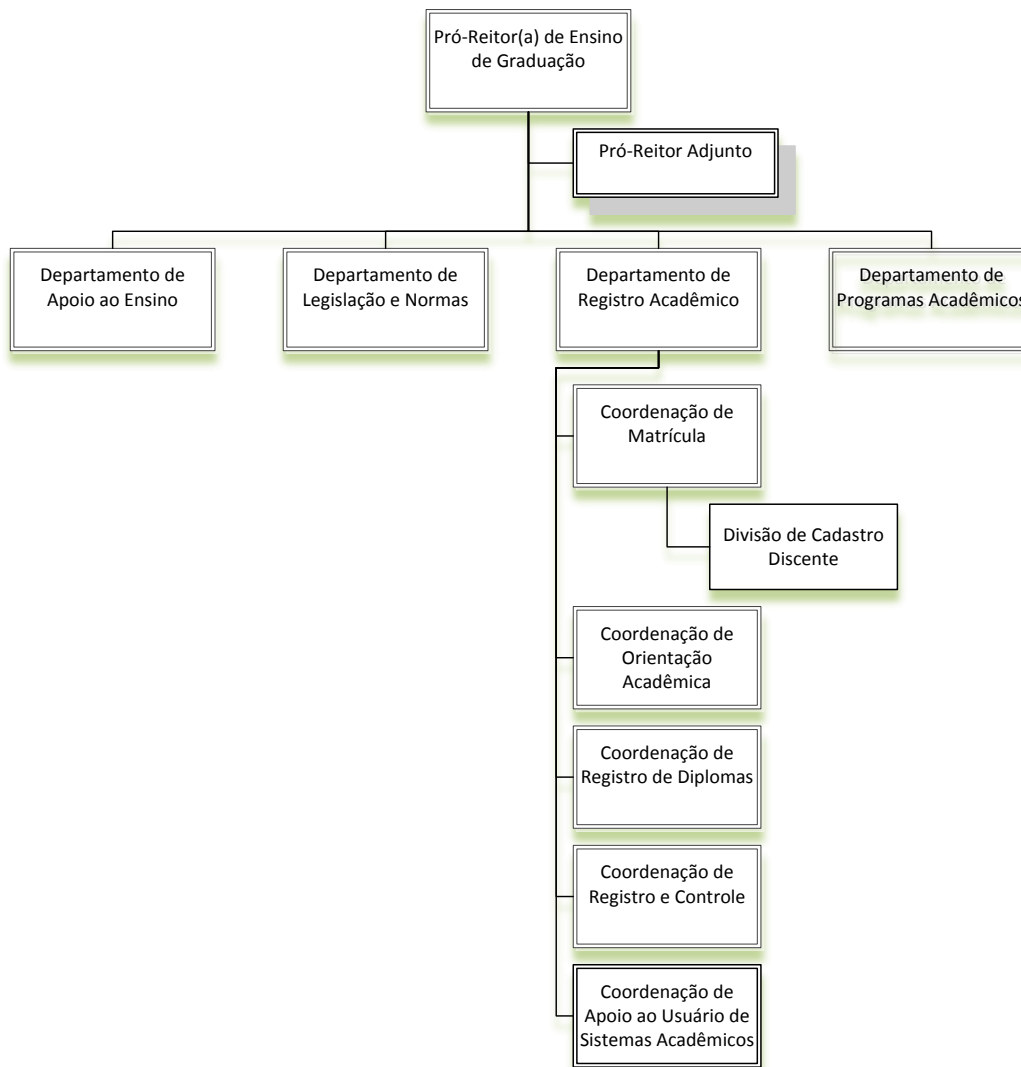 Pró-Reitor(a) de Ensino
de Graduação
Pró-Reitor Adjunto
Departamento de
Apoio ao Ensino
Departamento de
Legislação e Normas
Departamento de
Registro Acadêmico
Departamento de
Programas Acadêmicos
Coordenação de
Matrícula
Divisão de Cadastro
Discente
Coordenação de
Orientação
Acadêmica
Coordenação de
Registro de Diplomas
Coordenação de
Registro e Controle
Coordenação de
Apoio ao Usuário de
Sistemas Acadêmicos